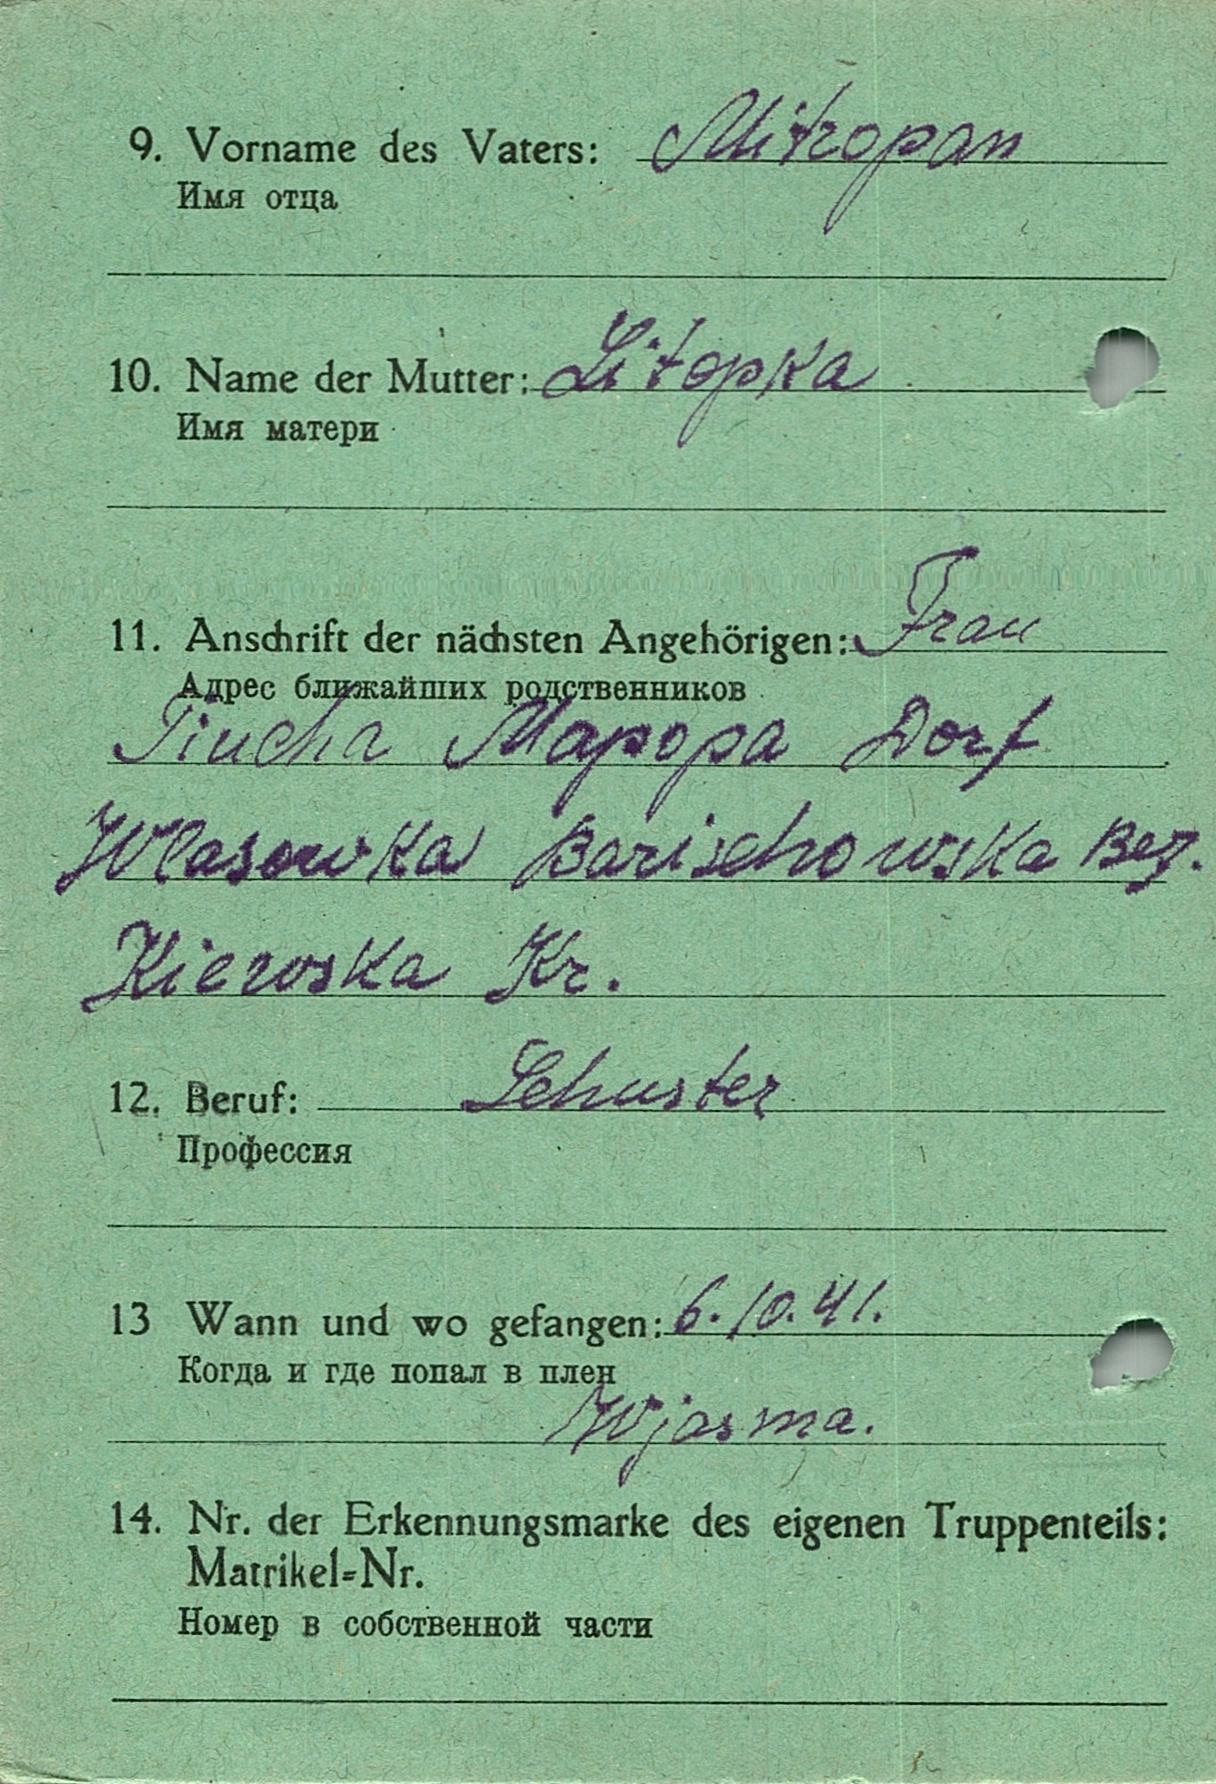 9. Vorname des Vaters: Mitropan
Имя отца
10. Name der Mutter: Litopka
Имя матери
11. Anschrift der nächsten Angehörigen: Frau
Адрес ближайших родственников
Mapopa Dorf
Wlasowka Barischowska Bez.
Kiewska Kr.
12. Beruf: Schuster
Профессия
13 Wann und wo gefangen: 6.10.41.
Когда и где попал в плен
Wjasma.
14. Nr. der Erkennungsmarke des eigenen Truppenteils:
Matrikel-Nr.
Номер в собственной части